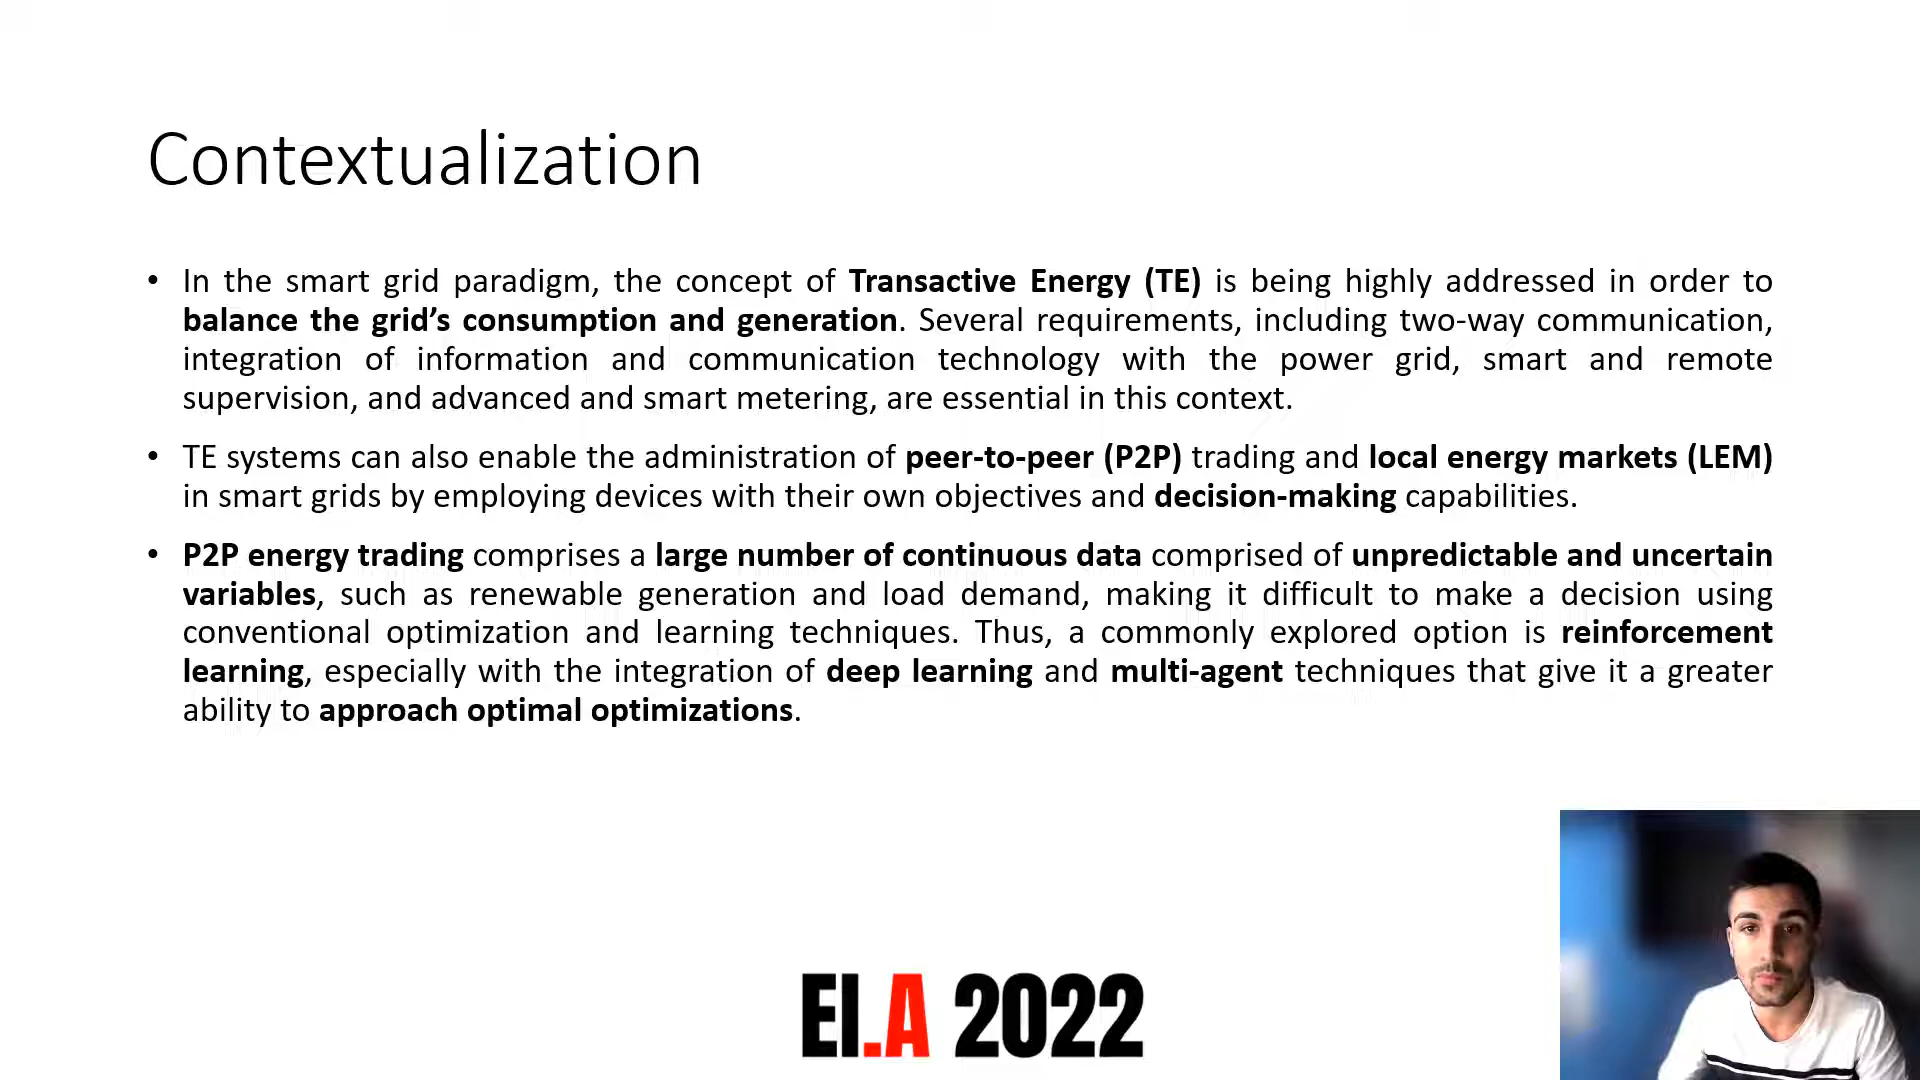 Contextualization
• In the smart grid paradigm, the concept of Transactive Energy (TE) is being highly addressed in order to
balance the grid’s consumption and generation. Several requirements, including two-way communication,
integration of information and communication technology with the power grid, smart and remote
supervision, and advanced and smart metering, are essential in this context.
• TE systems can also enable the administration of peer-to-peer (P2P) trading and local energy markets (LEM)
in smart grids by employing devices with their own objectives and decision-making capabilities.
• P2P energy trading comprises a large number of continuous data comprised of unpredictable and uncertain
variables, such as renewable generation and load demand, making it difficult to make a decision using
conventional optimization and learning techniques. Thus, a commonly explored option is reinforcement
learning, especially with the integration of deep learning and multi-agent techniques that give it a greater
ability to approach optimal optimizations.
EI.A 2022